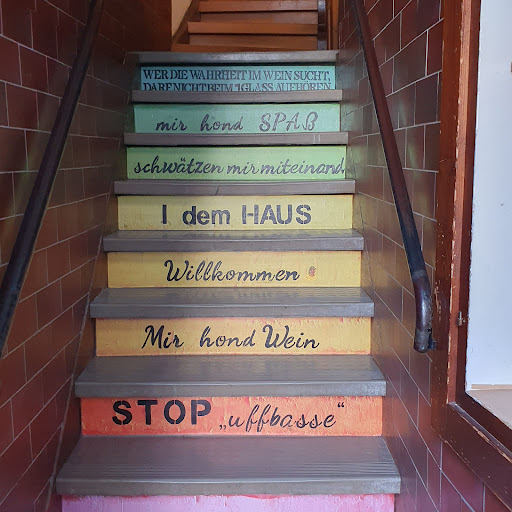 WER DIE WAHRHEIT IM WEIN SUCHT,
DARF NICHT BEIM 1 GLASS AUFHÖREN
mir hond SPAß
schwätzen mir miteinand,
I dem HAUS
Willkommen
Mir hond Wein
STOP „uffbasse“